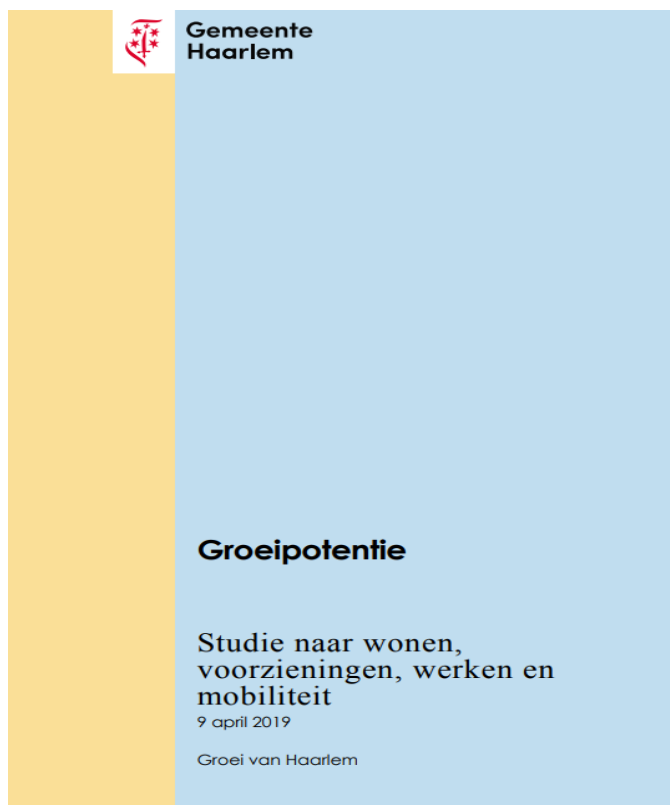 Gemeente
Haarlem
Groeipotentie
Studie naar wonen,
voorzieningen, werken en
mobiliteit
9 april 2019
Groei van Haarlem